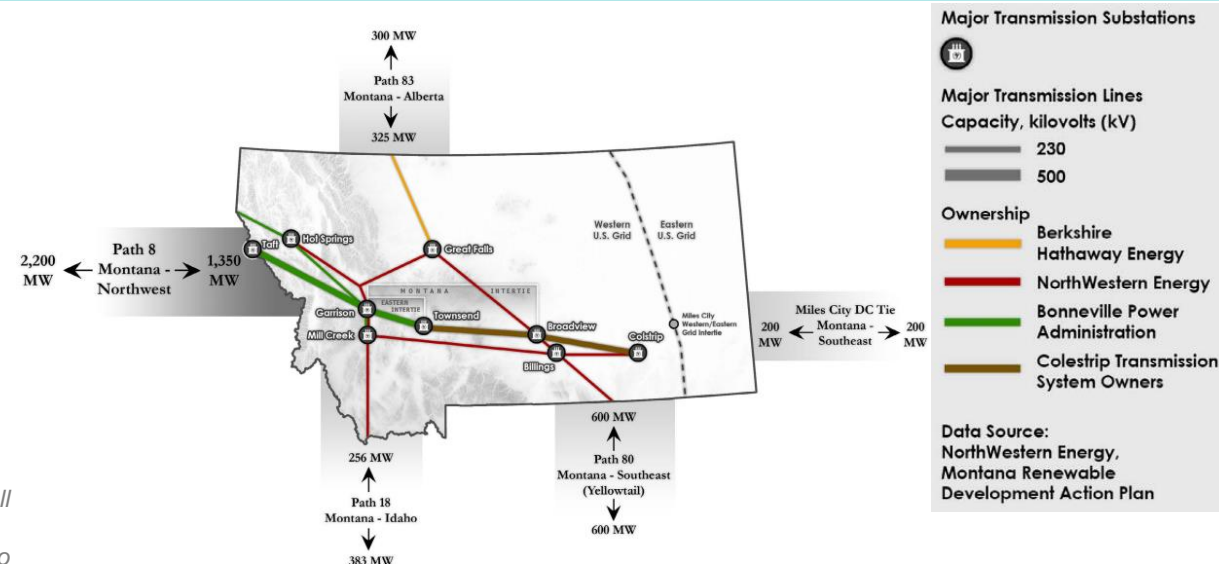 300 MW
Path 83
Montana - Alberta
325 MW
Western
U.S. Grid
Eastern
U.S. Grid
Taff
Hot Springs
Great Falls
Path 8
Montana -
Northwest
2,200
MW
1,350
MW
MONTANA INTERTIE
EASTERN
INTERTIE
Garrison
Townsend
Mill Creek
Broadview
Colstrip
Billings
Miles City
Western/Eastern
Grid Intertie
200
MW
Miles City DC Tie
Montana -
Southeast
200
MW
256 MW
Path 18
Montana - Idaho
383 MW
600 MW
Path 80
Montana - Southeast
(Yellowtail)
600 MW
ll
o
Major Transmission Substations
Major Transmission Lines
Capacity, kilovolts (kV)
230
500
Ownership
Berkshire
Hathaway Energy
NorthWestern Energy
Bonneville Power
Administration
Colestrip Transmission
System Owners
Data Source:
NorthWestern Energy,
Montana Renewable
Development Action Plan